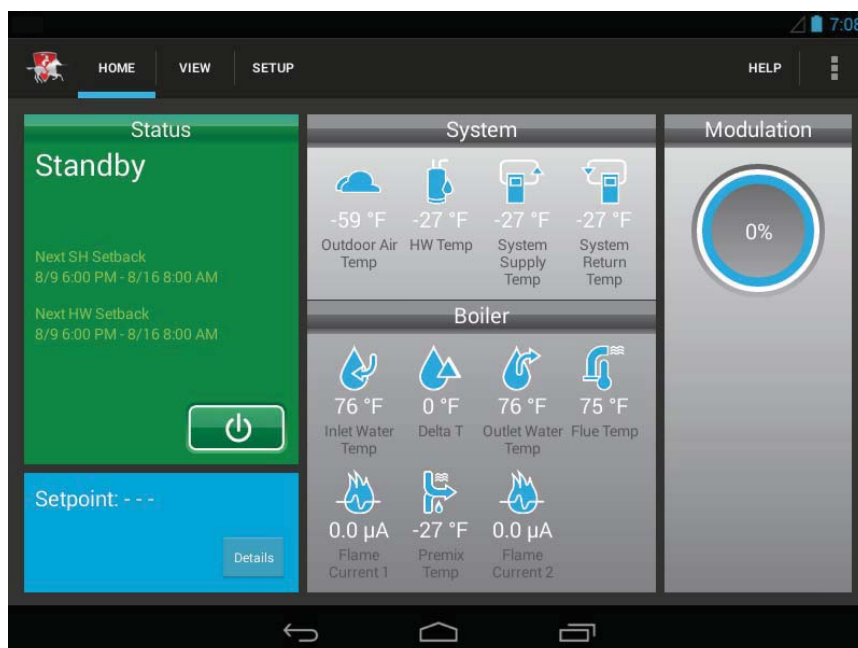 7:08
HOME VIEW SETUP HELP
Status
Standby
Next SH Setback
8/9 6:00 PM - 8/16 8:00 AM
Next HW Setback
8/9 6:00 PM - 8/16 8:00 AM
Setpoint: - - -
Details
System
-59 °F -27 °F -27 °F -27 °F
Outdoor Air HW Temp System System
Temp Supply Return
Temp Temp
Boiler
76 °F 0 °F 76 °F 75 °F
Inlet Water Delta T Outlet Water Flue Temp
Temp Temp
0.0 µA -27 °F 0.0 µA
Flame Premix Flame
Current 1 Temp Current 2
Modulation
0%